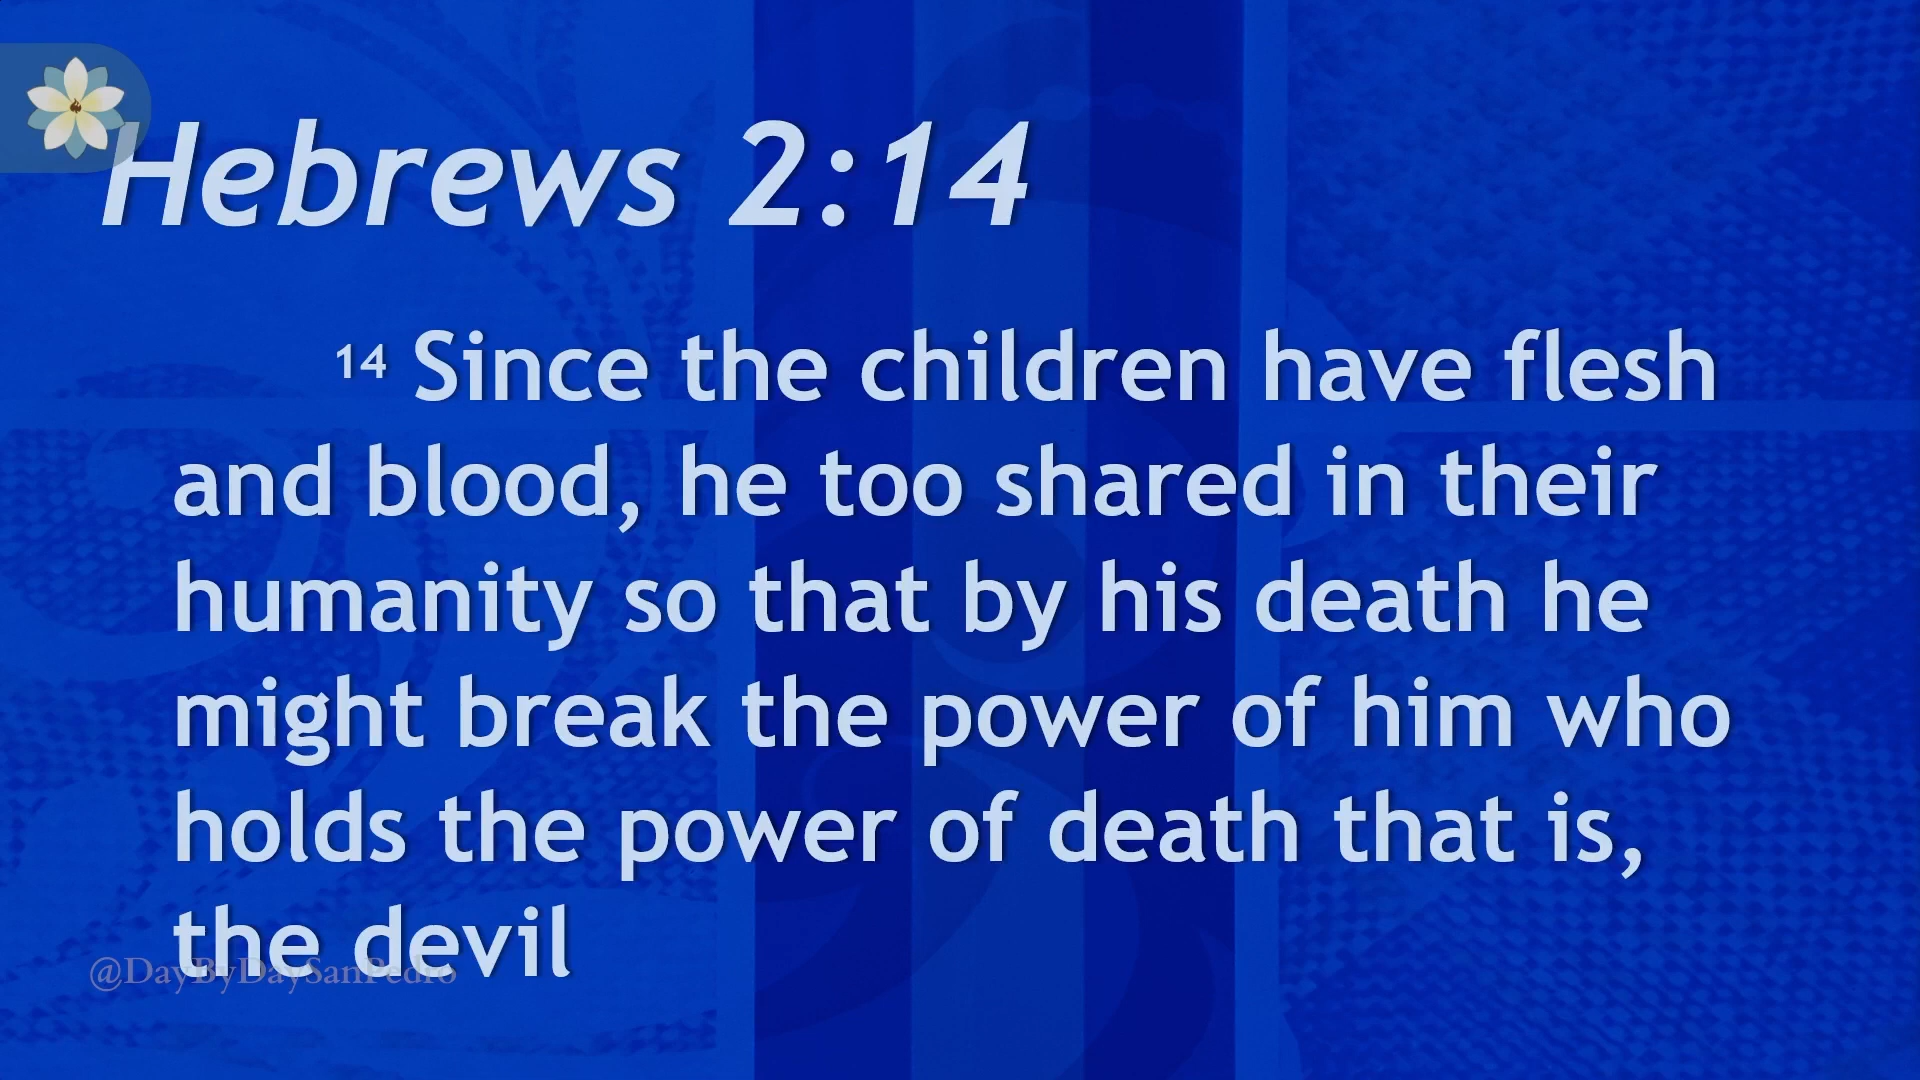 Hebrews 2:14
14 Since the children have flesh
and blood, he too shared in their
humanity so that by his death he
might break the power of him who
holds the power of death that is,
the devil
@DayByDaySanPedro